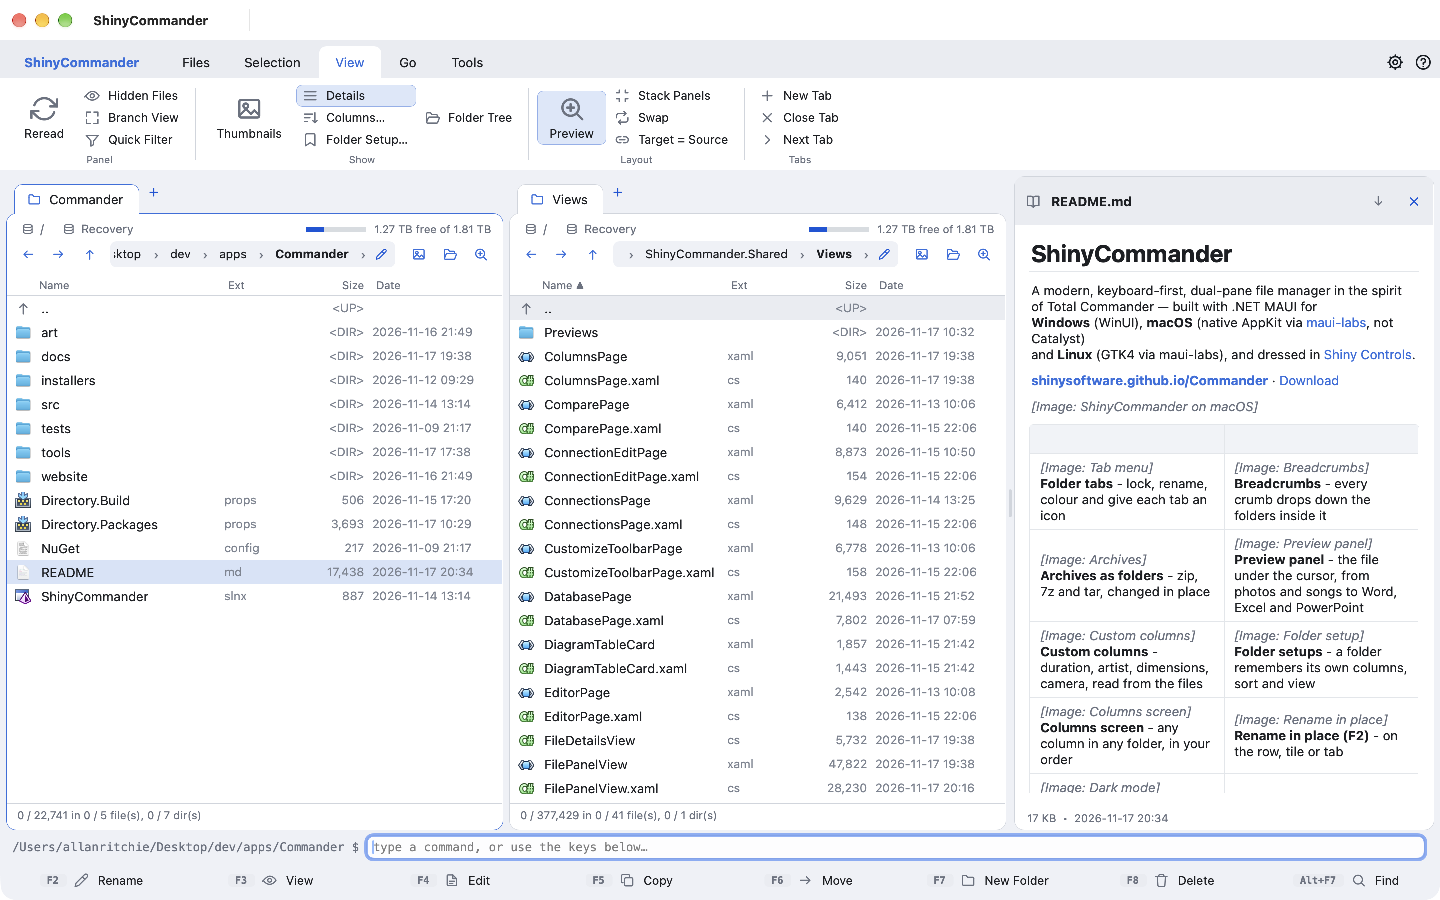 ShinyCommander
ShinyCommander Files Selection View Go Tools
Reread
Hidden Files
Branch View
Quick Filter
Panel
Thumbnails
Details
Columns...
Folder Setup...
Folder Tree
Show
Preview
Stack Panels
Swap
Target = Source
Layout
New Tab
Close Tab
Next Tab
Tabs
Commander +
/ Recovery 1.27 TB free of 1.81 TB
ktop › dev › apps › Commander ›
Name Ext Size Date
.. <UP>
art <DIR> 2026-11-16 21:49
docs <DIR> 2026-11-17 19:38
installers <DIR> 2026-11-12 09:29
src <DIR> 2026-11-14 13:14
tests <DIR> 2026-11-09 21:17
tools <DIR> 2026-11-17 17:38
website <DIR> 2026-11-16 21:49
Directory.Build props 506 2026-11-15 17:20
Directory.Packages props 3,693 2026-11-17 10:29
NuGet config 217 2026-11-09 21:17
README md 17,438 2026-11-17 20:34
ShinyCommander slnx 887 2026-11-14 13:14
0 / 22,741 in 0 / 5 file(s), 0 / 7 dir(s)
Views +
/ Recovery 1.27 TB free of 1.81 TB
› ShinyCommander.Shared › Views ›
Name ▲ Ext Size Date
.. <UP>
Previews <DIR> 2026-11-17 10:32
ColumnsPage xaml 9,051 2026-11-17 19:38
ColumnsPage.xaml cs 140 2026-11-17 19:38
ComparePage xaml 6,412 2026-11-13 10:06
ComparePage.xaml cs 140 2026-11-15 22:06
ConnectionEditPage xaml 8,873 2026-11-15 10:50
ConnectionEditPage.xaml cs 154 2026-11-15 22:06
ConnectionsPage xaml 9,629 2026-11-14 13:25
ConnectionsPage.xaml cs 148 2026-11-15 22:06
CustomizeToolbarPage xaml 6,778 2026-11-13 10:06
CustomizeToolbarPage.xaml cs 158 2026-11-15 22:06
DatabasePage xaml 21,493 2026-11-15 21:52
DatabasePage.xaml cs 7,802 2026-11-17 07:59
DiagramTableCard xaml 1,857 2026-11-15 21:42
DiagramTableCard.xaml cs 1,443 2026-11-15 21:42
EditorPage xaml 2,542 2026-11-13 10:08
EditorPage.xaml cs 138 2026-11-15 22:06
FileDetailsView cs 5,732 2026-11-17 19:38
FilePanelView xaml 47,822 2026-11-17 19:38
FilePanelView.xaml cs 28,230 2026-11-17 20:16
0 / 377,429 in 0 / 41 file(s), 0 / 1 dir(s)
README.md
ShinyCommander
A modern, keyboard-first, dual-pane file manager in the spirit
of Total Commander — built with .NET MAUI for
Windows (WinUI), macOS (native AppKit via maui-labs, not
Catalyst)
and Linux (GTK4 via maui-labs), and dressed in Shiny Controls.
shinysoftware.github.io/Commander · Download
[Image: ShinyCommander on macOS]
[Image: Tab menu]
Folder tabs - lock, rename,
colour and give each tab an
icon
[Image: Breadcrumbs]
Breadcrumbs - every
crumb drops down the
folders inside it
[Image: Archives]
Archives as folders - zip,
7z and tar, changed in place
[Image: Preview panel]
Preview panel - the file
under the cursor, from
photos and songs to Word,
Excel and PowerPoint
[Image: Custom columns]
Custom columns -
duration, artist, dimensions,
camera, read from the files
[Image: Folder setup]
Folder setups - a folder
remembers its own columns,
sort and view
[Image: Columns screen]
Columns screen - any
column in any folder, in your
order
[Image: Rename in place]
Rename in place (F2) - on
the row, tile or tab
[Image: Dark mode]
17 KB • 2026-11-17 20:34
/Users/allanritchie/Desktop/dev/apps/Commander $ type a command, or use the keys below…
F2 Rename F3 View F4 Edit F5 Copy F6 Move F7 New Folder F8 Delete Alt+F7 Find